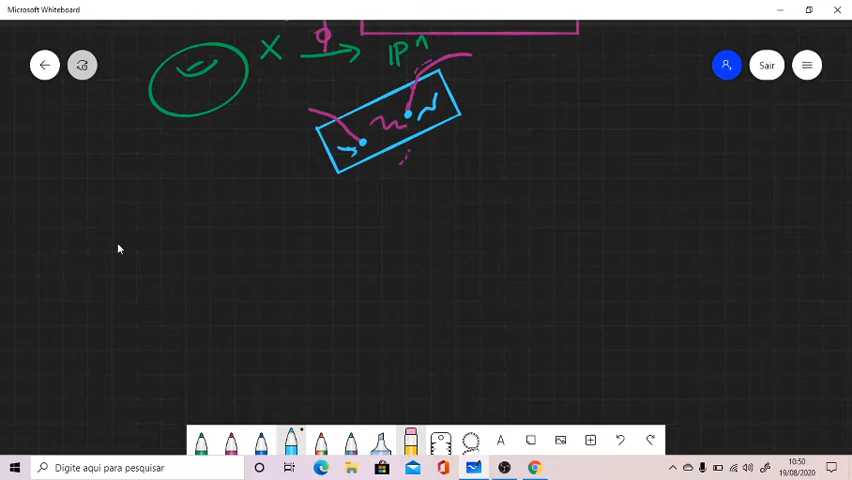 Microsoft Whiteboard
Sair
X ϕ → IP^
A
Digite aqui para pesquisar
10:50
19/08/2020